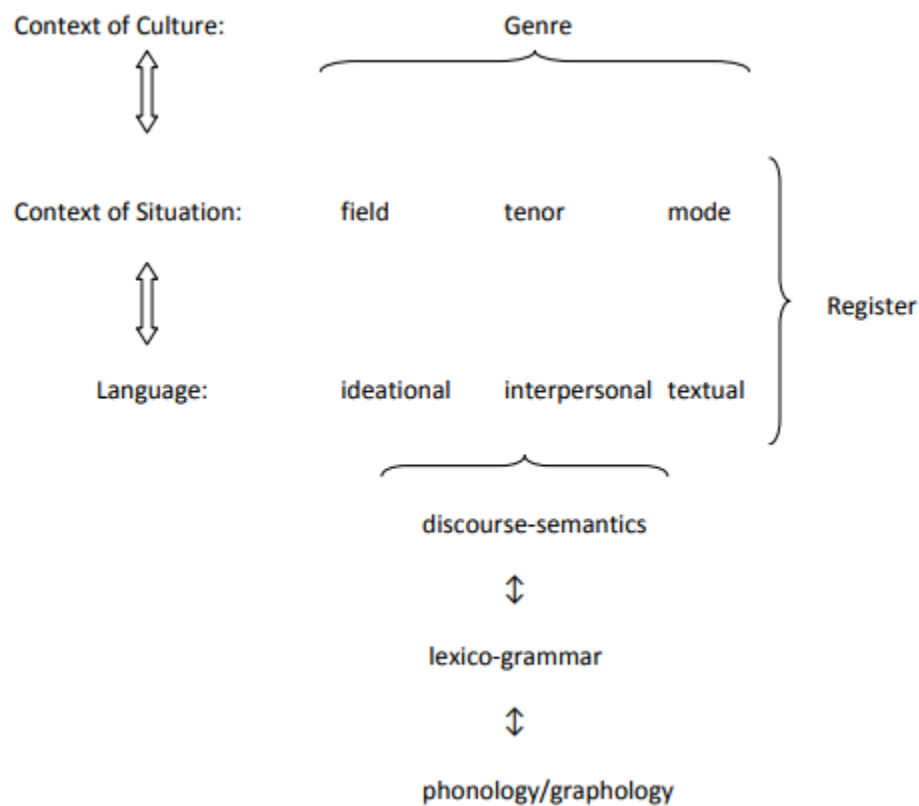 Context of Culture: Genre
Context of Situation: field tenor mode
Register
Language: ideational interpersonal textual
discourse-semantics
lexico-grammar
phonology/graphology